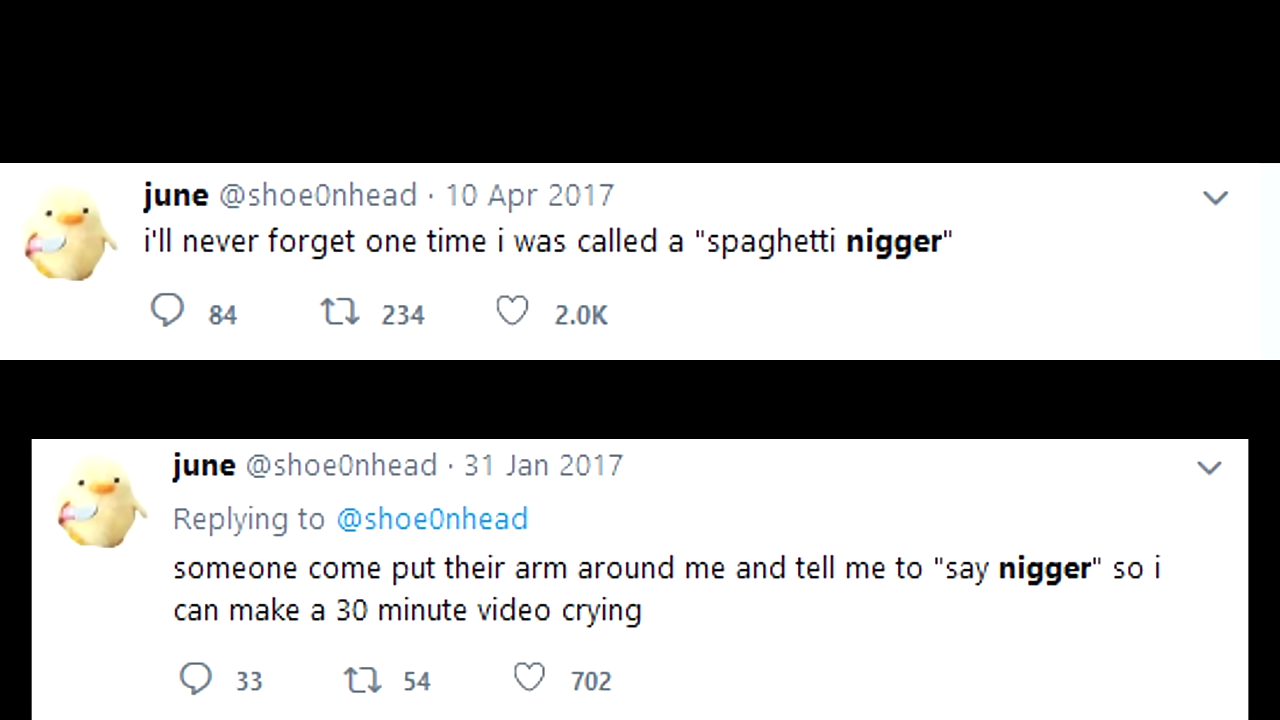 june @shoe0nhead · 10 Apr 2017
i'll never forget one time i was called a "spaghetti nigger"
84 234 2.0K
june @shoe0nhead · 31 Jan 2017
Replying to @shoe0nhead
someone come put their arm around me and tell me to "say nigger" so i
can make a 30 minute video crying
33 54 702